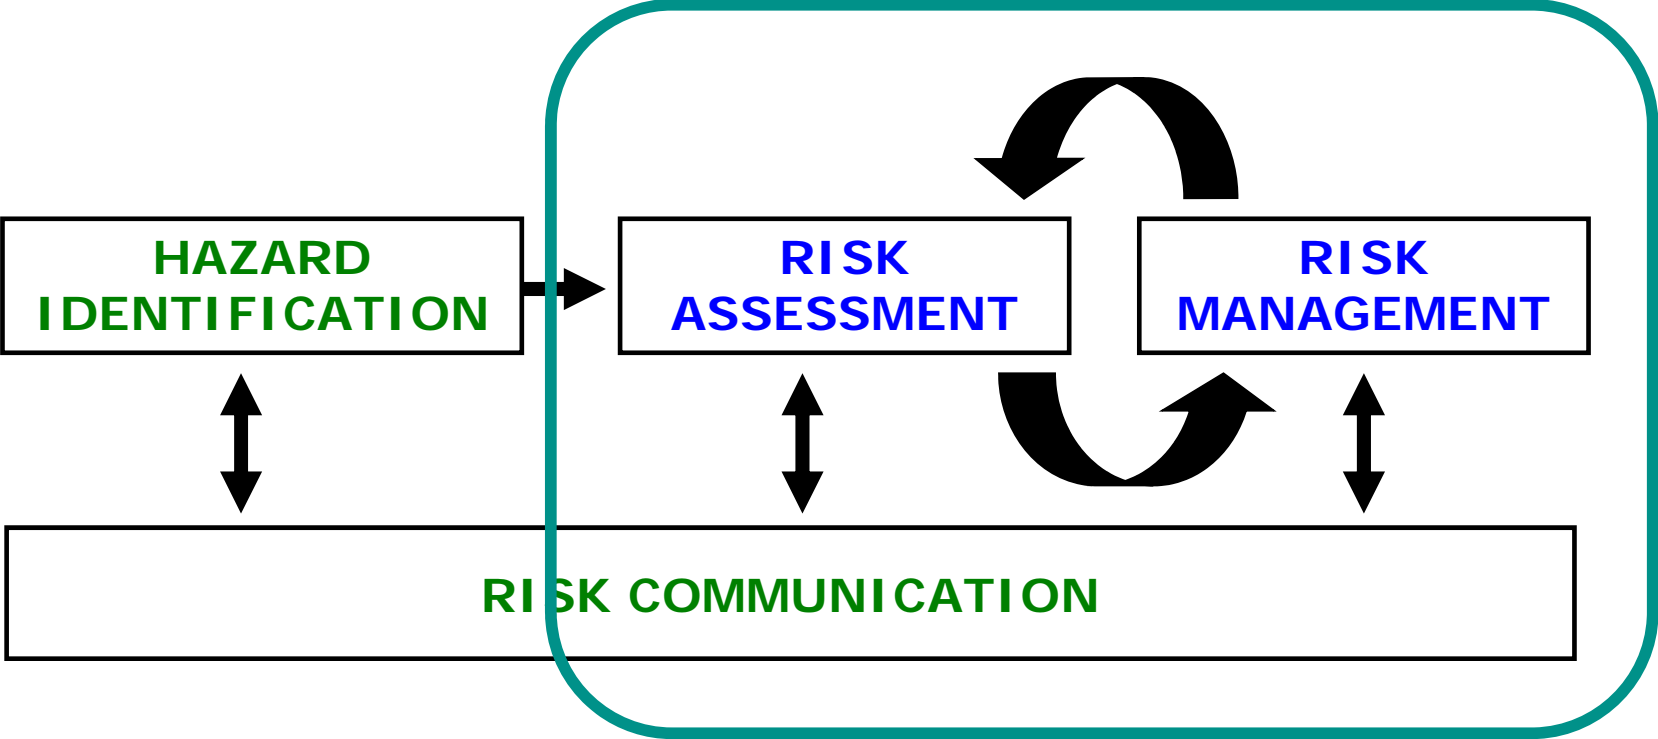 HAZARD
IDENTIFICATION
RISK
ASSESSMENT
RISK
MANAGEMENT
RISK COMMUNICATION